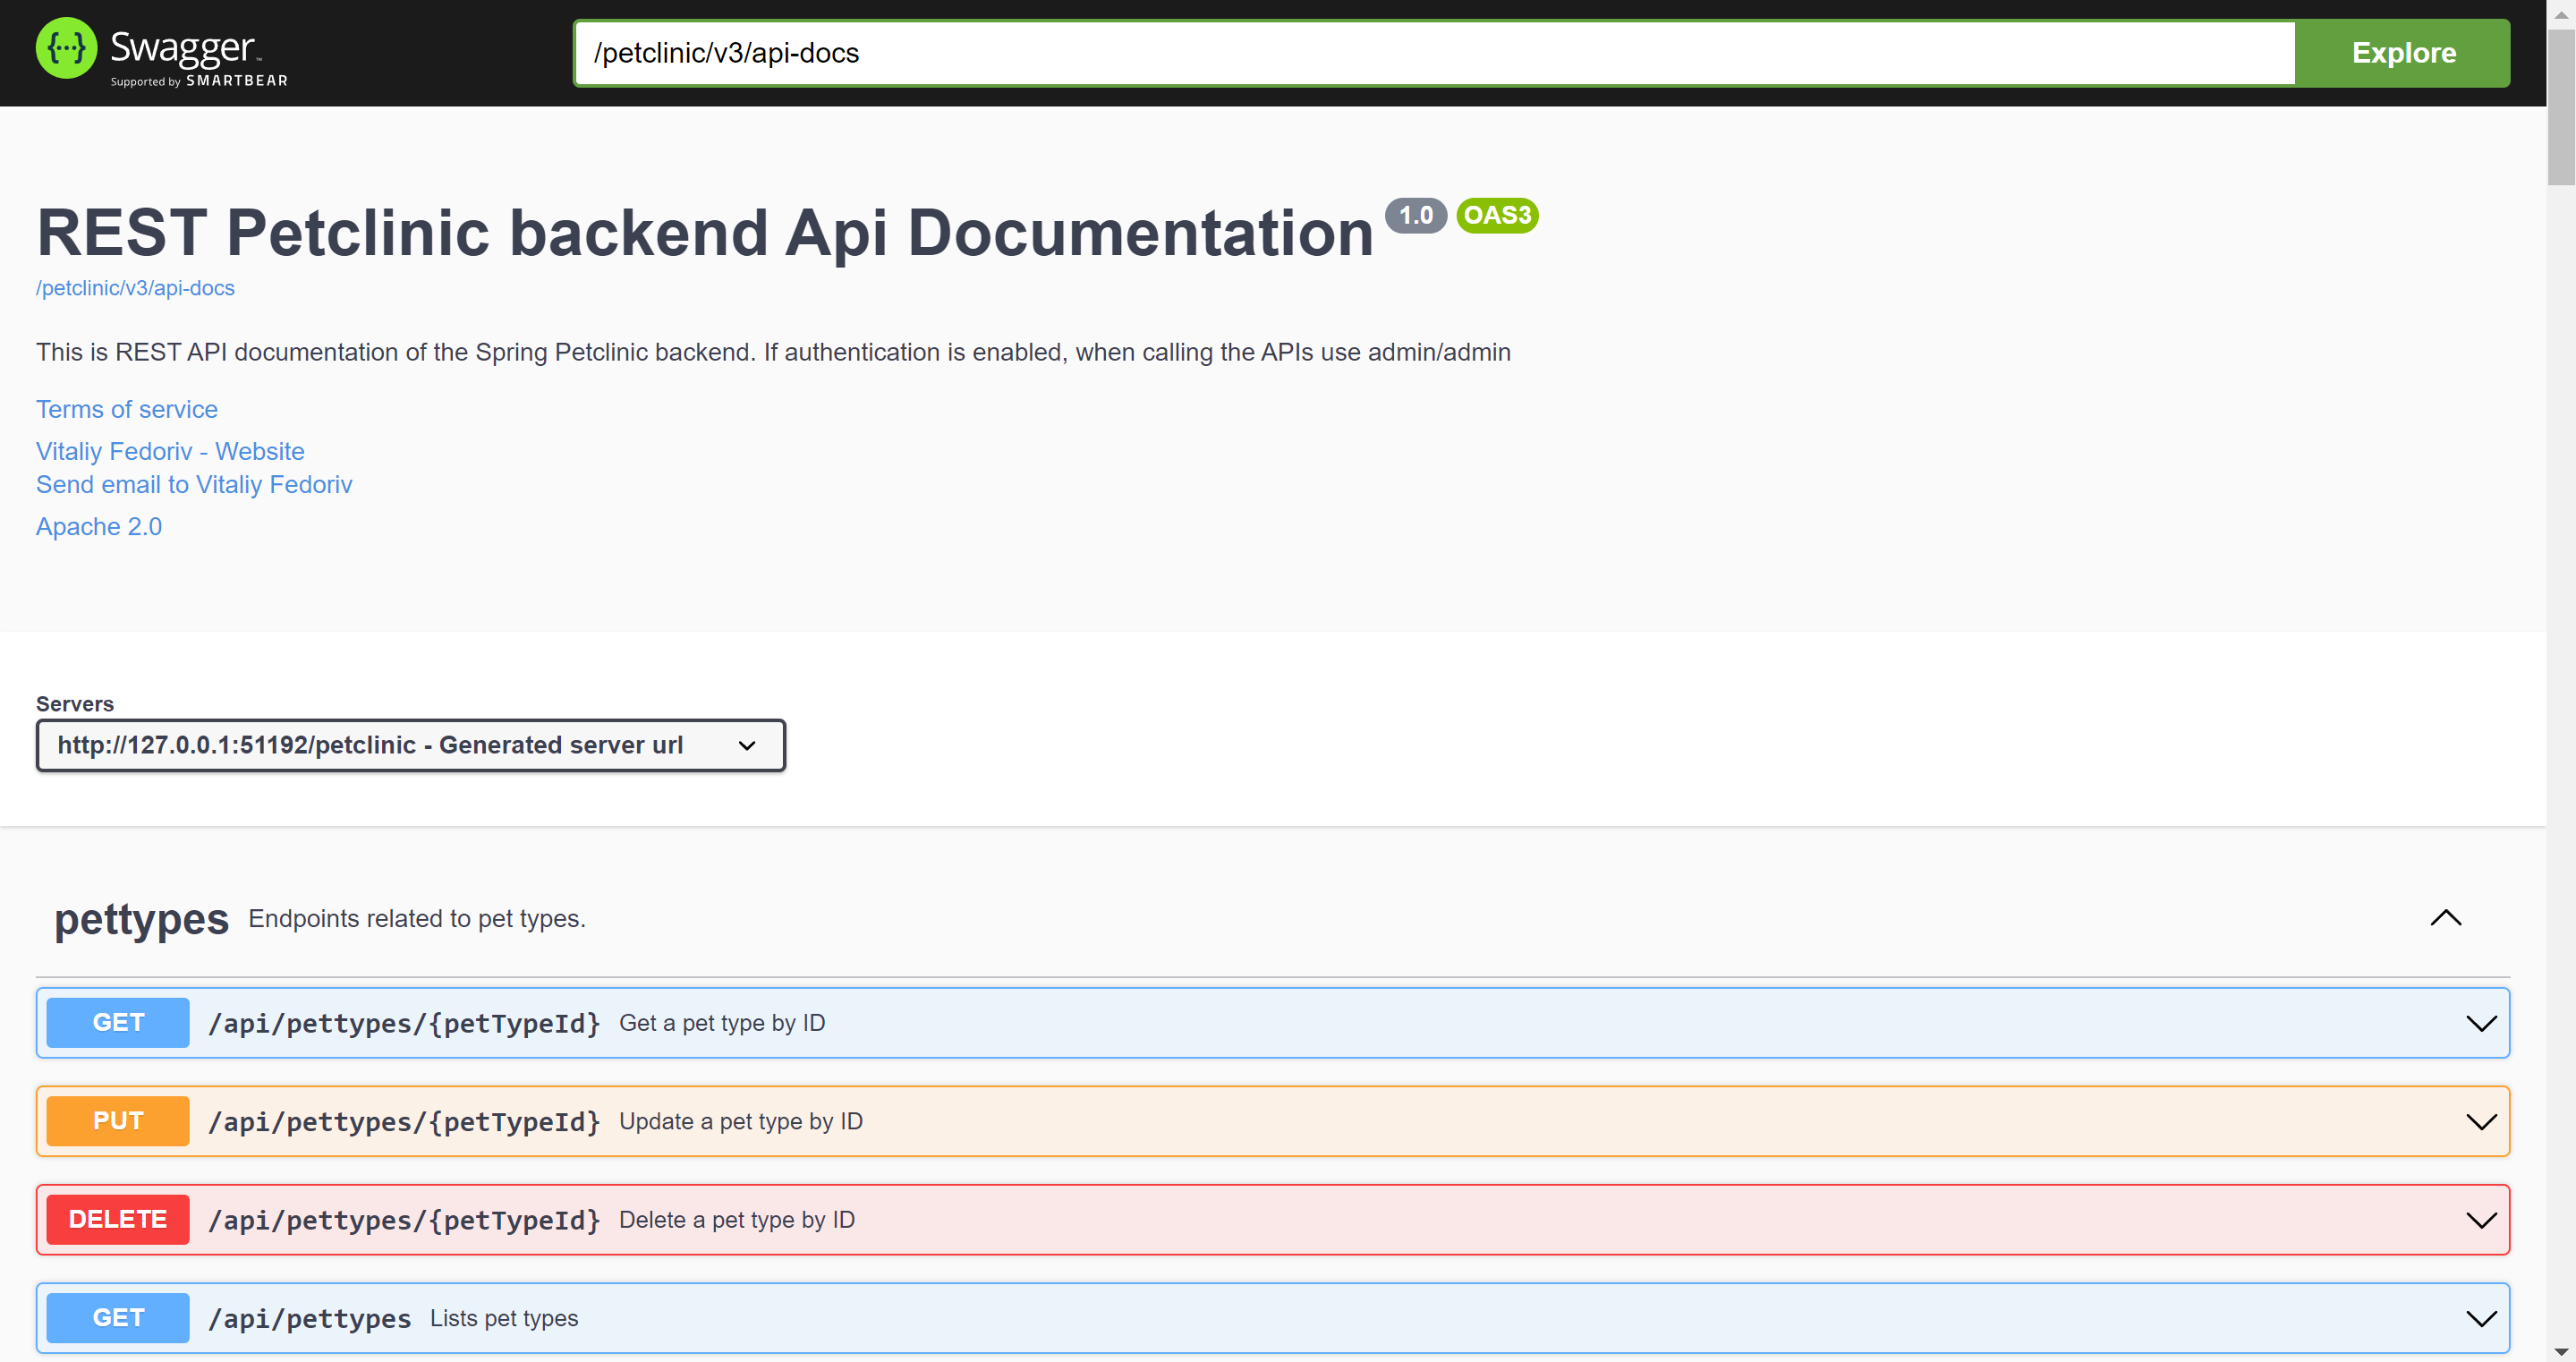 {···} Swagger™
Supported by SMARTBEAR
/petclinic/v3/api-docs
Explore
REST Petclinic backend Api Documentation 1.0 OAS3
/petclinic/v3/api-docs
This is REST API documentation of the Spring Petclinic backend. If authentication is enabled, when calling the APIs use admin/admin
Terms of service
Vitaliy Fedoriv - Website
Send email to Vitaliy Fedoriv
Apache 2.0
Servers
http://127.0.0.1:51192/petclinic - Generated server url
pettypes Endpoints related to pet types.
GET /api/pettypes/{petTypeId} Get a pet type by ID
PUT /api/pettypes/{petTypeId} Update a pet type by ID
DELETE /api/pettypes/{petTypeId} Delete a pet type by ID
GET /api/pettypes Lists pet types